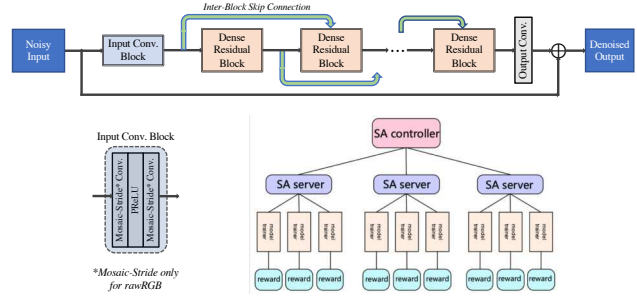 Inter-Block Skip Connection
Noisy
Input
Input Conv.
Block
Dense
Residual
Block
Dense
Residual
Block
...
Dense
Residual
Block
Output Conv.
Denoised
Output
Input Conv. Block
Mosaic-Stride* Conv.
PReLU
Mosaic-Stride* Conv.
*Mosaic-Stride only
for rawRGB
SA controller
SA server
SA server
SA server
model
trainer
model
trainer
model
trainer
model
trainer
model
trainer
model
trainer
model
trainer
model
trainer
model
trainer
reward
reward
reward
reward
reward
reward
reward
reward
reward